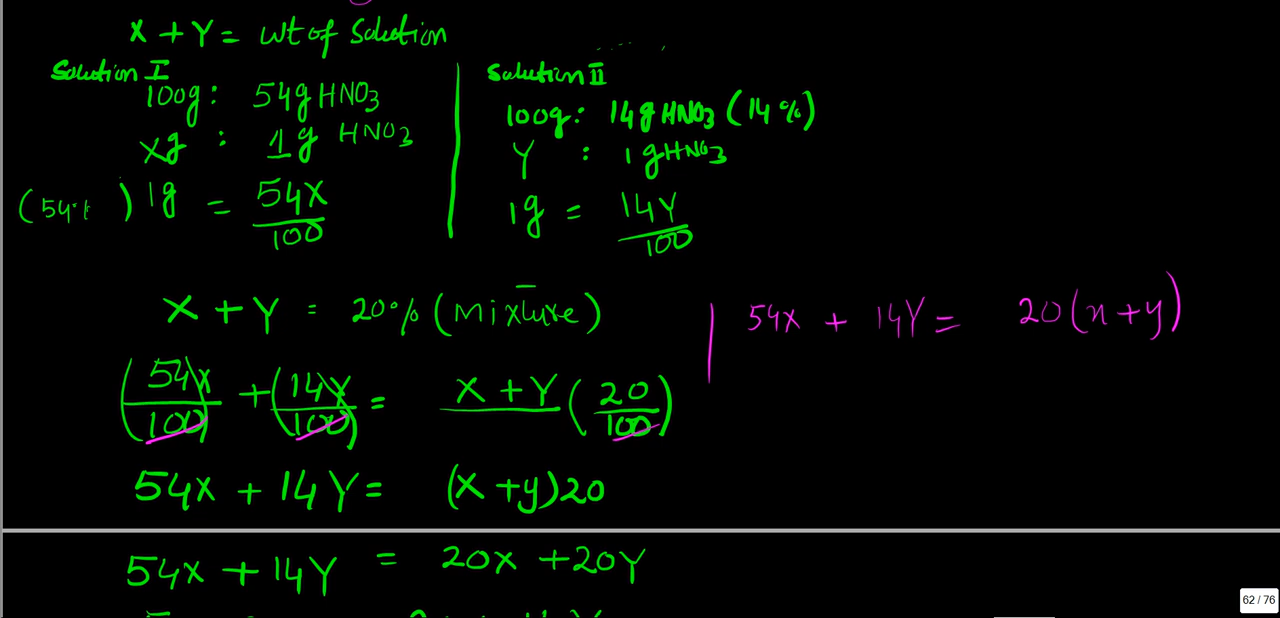 X + Y = wt of Solution
Solution I
100g : 54g HNO3
xg : 1g HNO3
(54% ) 1g = 54X/100
Solution II
100g : 14g HNO3 (14%)
Y : 1gHNO3
1g = 14Y/100
X + Y = 20% (Mixture)
(54X/100) + (14Y/100) = X + Y (20/100)
54X + 14Y = (X + y)20
54X + 14Y = 20(x + y)
54X + 14Y = 20X + 20Y
62 / 76